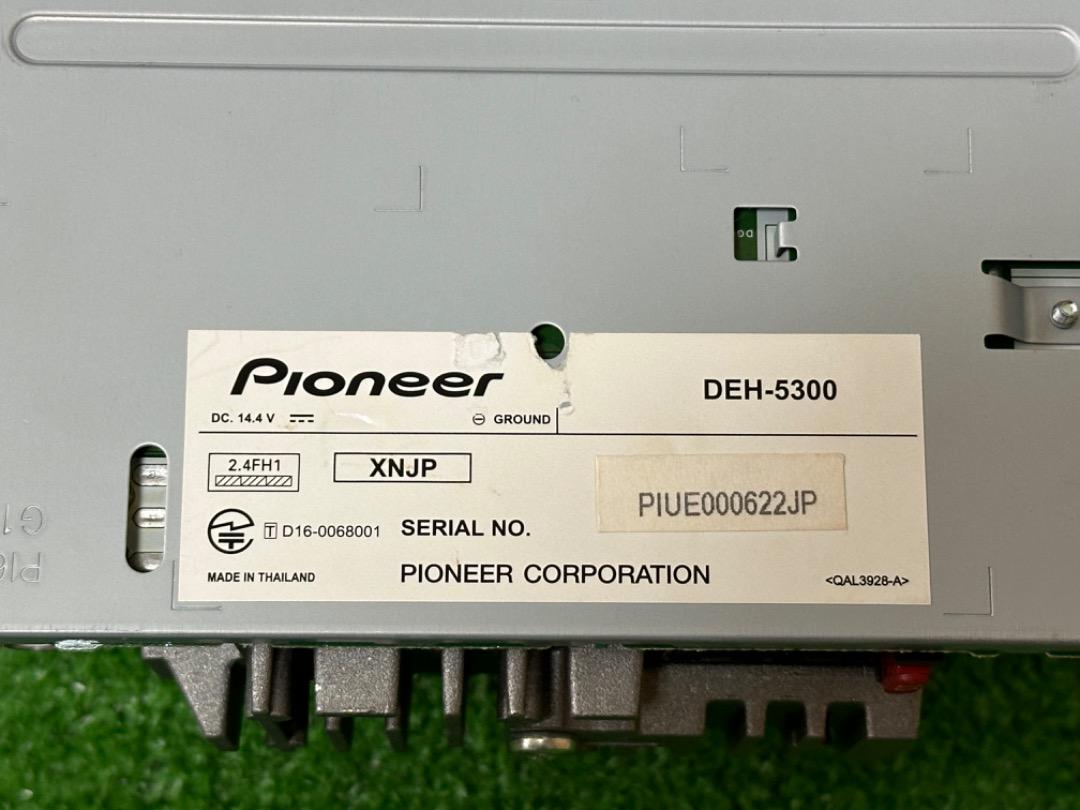 Pioneer
DEH-5300
DC. 14.4 V
⊖ GROUND
2.4FH1
XNJP
T D16-0068001
SERIAL NO.
PIUE000622JP
MADE IN THAILAND
PIONEER CORPORATION
<QAL3928-A>